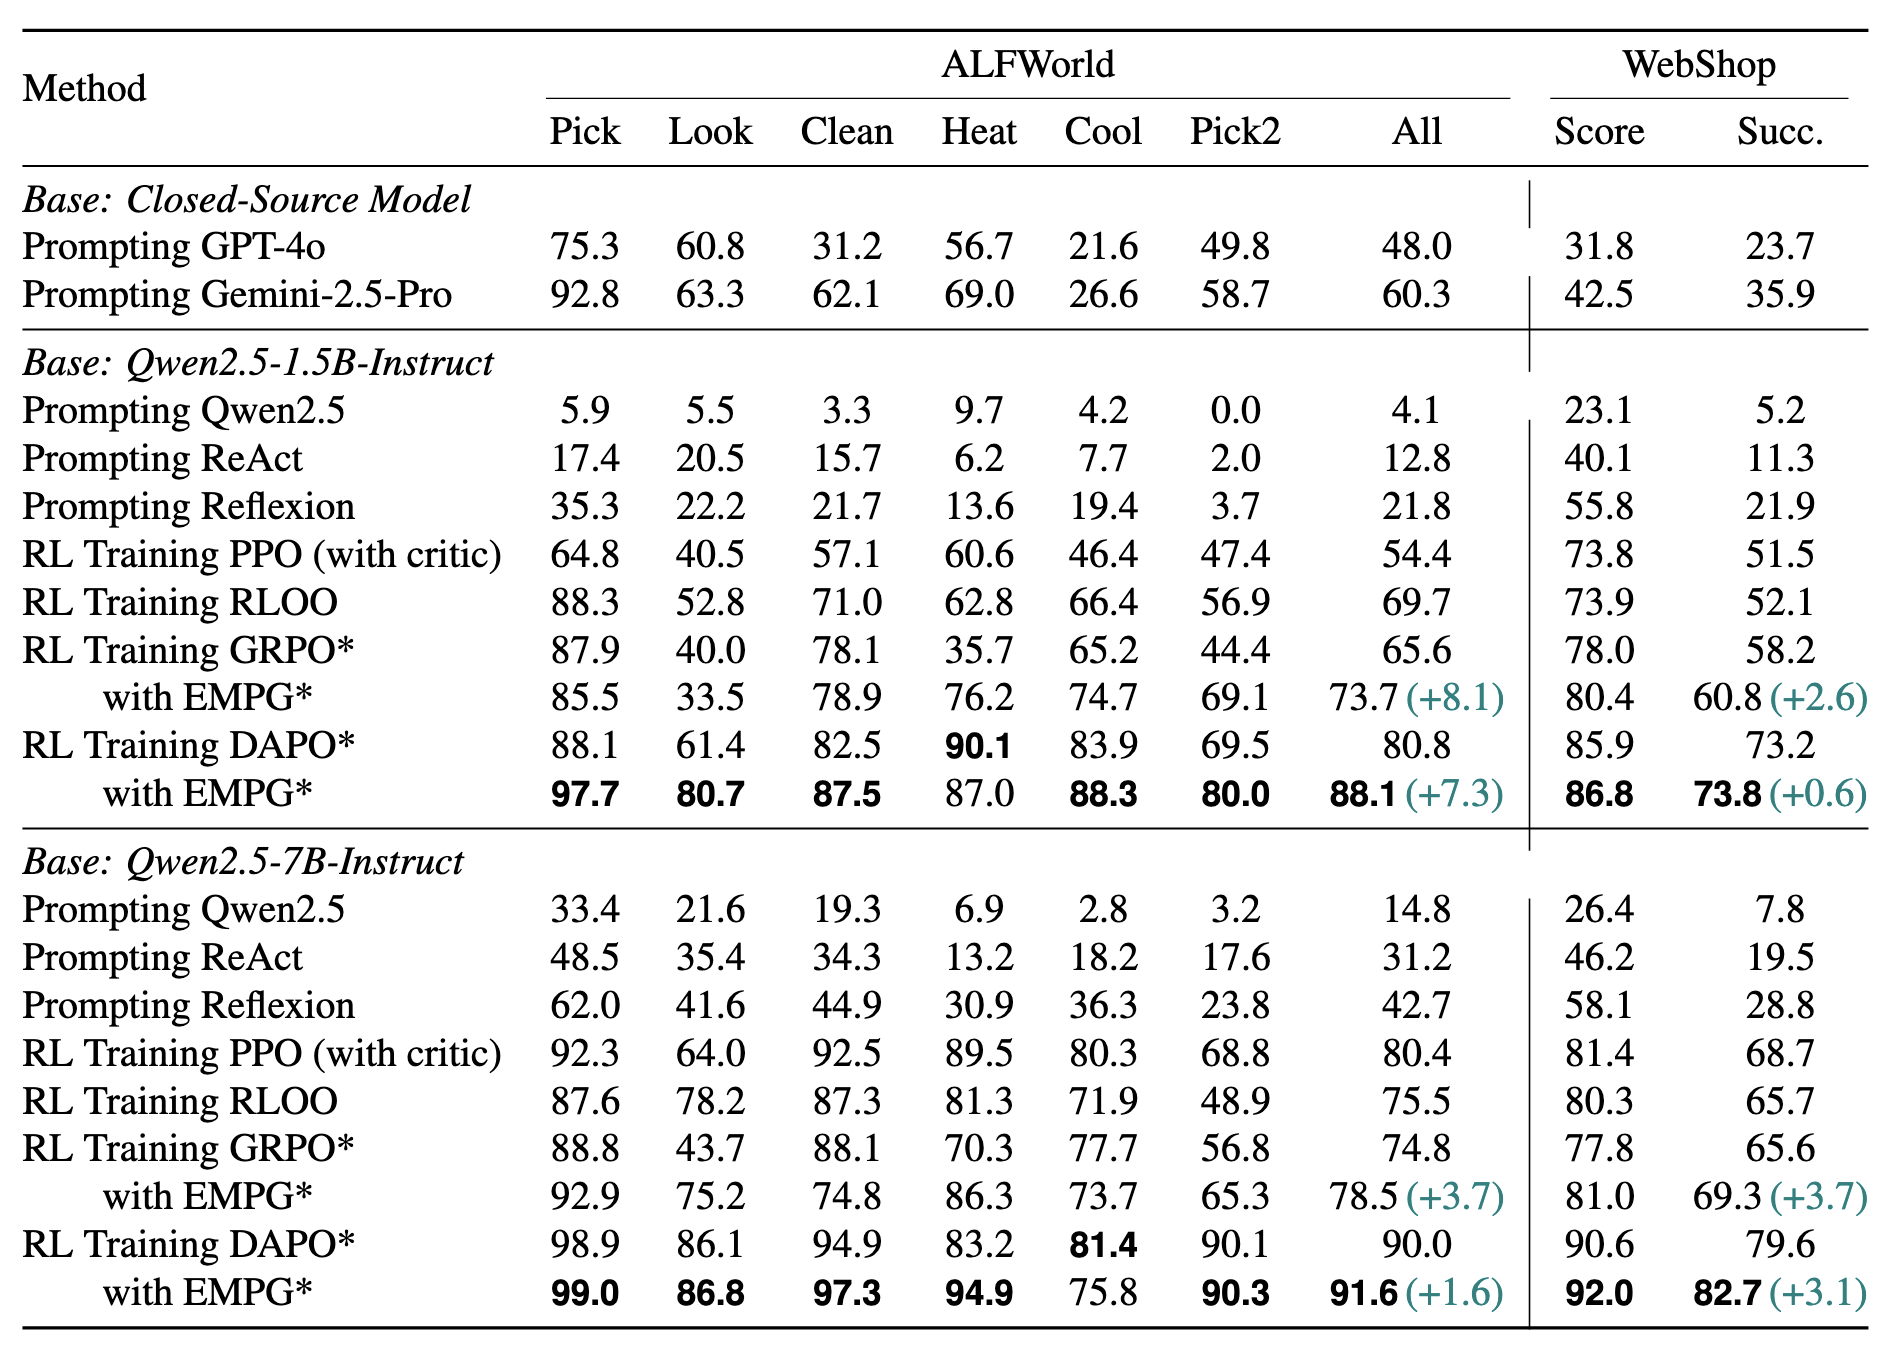 Method ALFWorld WebShop
Pick Look Clean Heat Cool Pick2 All Score Succ.
Base: Closed-Source Model
Prompting GPT-4o 75.3 60.8 31.2 56.7 21.6 49.8 48.0 31.8 23.7
Prompting Gemini-2.5-Pro 92.8 63.3 62.1 69.0 26.6 58.7 60.3 42.5 35.9
Base: Qwen2.5-1.5B-Instruct
Prompting Qwen2.5 5.9 5.5 3.3 9.7 4.2 0.0 4.1 23.1 5.2
Prompting ReAct 17.4 20.5 15.7 6.2 7.7 2.0 12.8 40.1 11.3
Prompting Reflexion 35.3 22.2 21.7 13.6 19.4 3.7 21.8 55.8 21.9
RL Training PPO (with critic) 64.8 40.5 57.1 60.6 46.4 47.4 54.4 73.8 51.5
RL Training RLOO 88.3 52.8 71.0 62.8 66.4 56.9 69.7 73.9 52.1
RL Training GRPO* 87.9 40.0 78.1 35.7 65.2 44.4 65.6 78.0 58.2
with EMPG* 85.5 33.5 78.9 76.2 74.7 69.1 73.7 (+8.1) 80.4 60.8 (+2.6)
RL Training DAPO* 88.1 61.4 82.5 90.1 83.9 69.5 80.8 85.9 73.2
with EMPG* 97.7 80.7 87.5 87.0 88.3 80.0 88.1 (+7.3) 86.8 73.8 (+0.6)
Base: Qwen2.5-7B-Instruct
Prompting Qwen2.5 33.4 21.6 19.3 6.9 2.8 3.2 14.8 26.4 7.8
Prompting ReAct 48.5 35.4 34.3 13.2 18.2 17.6 31.2 46.2 19.5
Prompting Reflexion 62.0 41.6 44.9 30.9 36.3 23.8 42.7 58.1 28.8
RL Training PPO (with critic) 92.3 64.0 92.5 89.5 80.3 68.8 80.4 81.4 68.7
RL Training RLOO 87.6 78.2 87.3 81.3 71.9 48.9 75.5 80.3 65.7
RL Training GRPO* 88.8 43.7 88.1 70.3 77.7 56.8 74.8 77.8 65.6
with EMPG* 92.9 75.2 74.8 86.3 73.7 65.3 78.5 (+3.7) 81.0 69.3 (+3.7)
RL Training DAPO* 98.9 86.1 94.9 83.2 81.4 90.1 90.0 90.6 79.6
with EMPG* 99.0 86.8 97.3 94.9 75.8 90.3 91.6 (+1.6) 92.0 82.7 (+3.1)